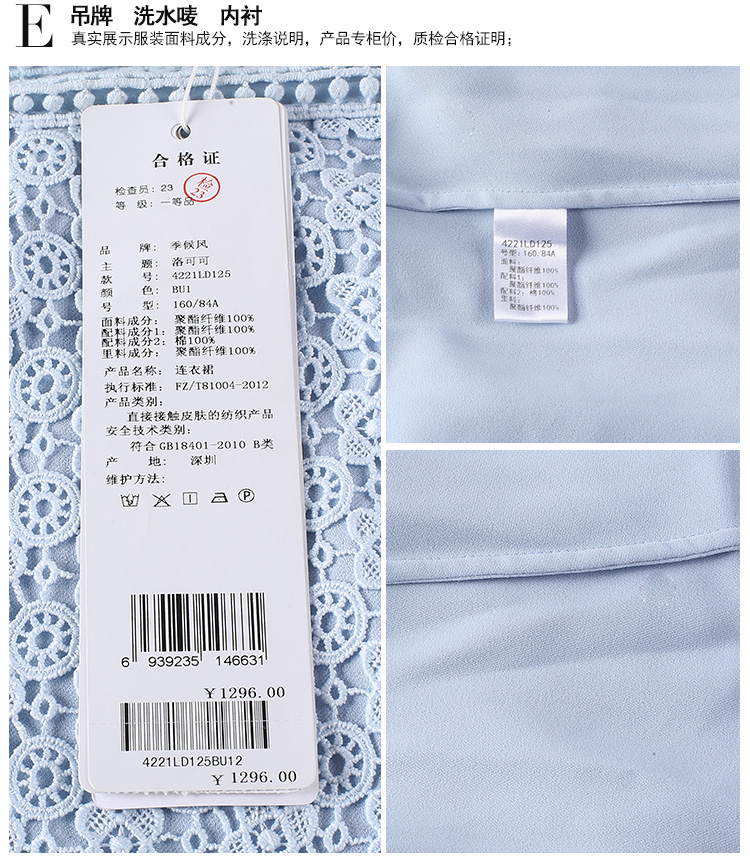 E 吊牌 洗水唛 内衬
真实展示服装面料成分，洗涤说明，产品专柜价，质检合格证明；
合格证
检查员：23
检23
等 级：一等品
品 牌：季候风
主 题：洛可可
款 号：4221LD125
颜 色：BU1
号 型：160/84A
面料成分：聚酯纤维100%
配料成分1：聚酯纤维100%
配料成分2：棉100%
里料成分：聚酯纤维100%
产品名称：连衣裙
执行标准：FZ/T81004-2012
产品类别：
直接接触皮肤的纺织产品
安全技术类别：
符合GB18401-2010 B类
产 地：深圳
维护方法：
P
6 939235 146631
¥1296.00
4221LD125BU12
¥1296.00
4221LD125
号型：160/84A
面料：
聚酯纤维100%
配料1：
聚酯纤维100%
配料2：棉100%
里料：
聚酯纤维100%